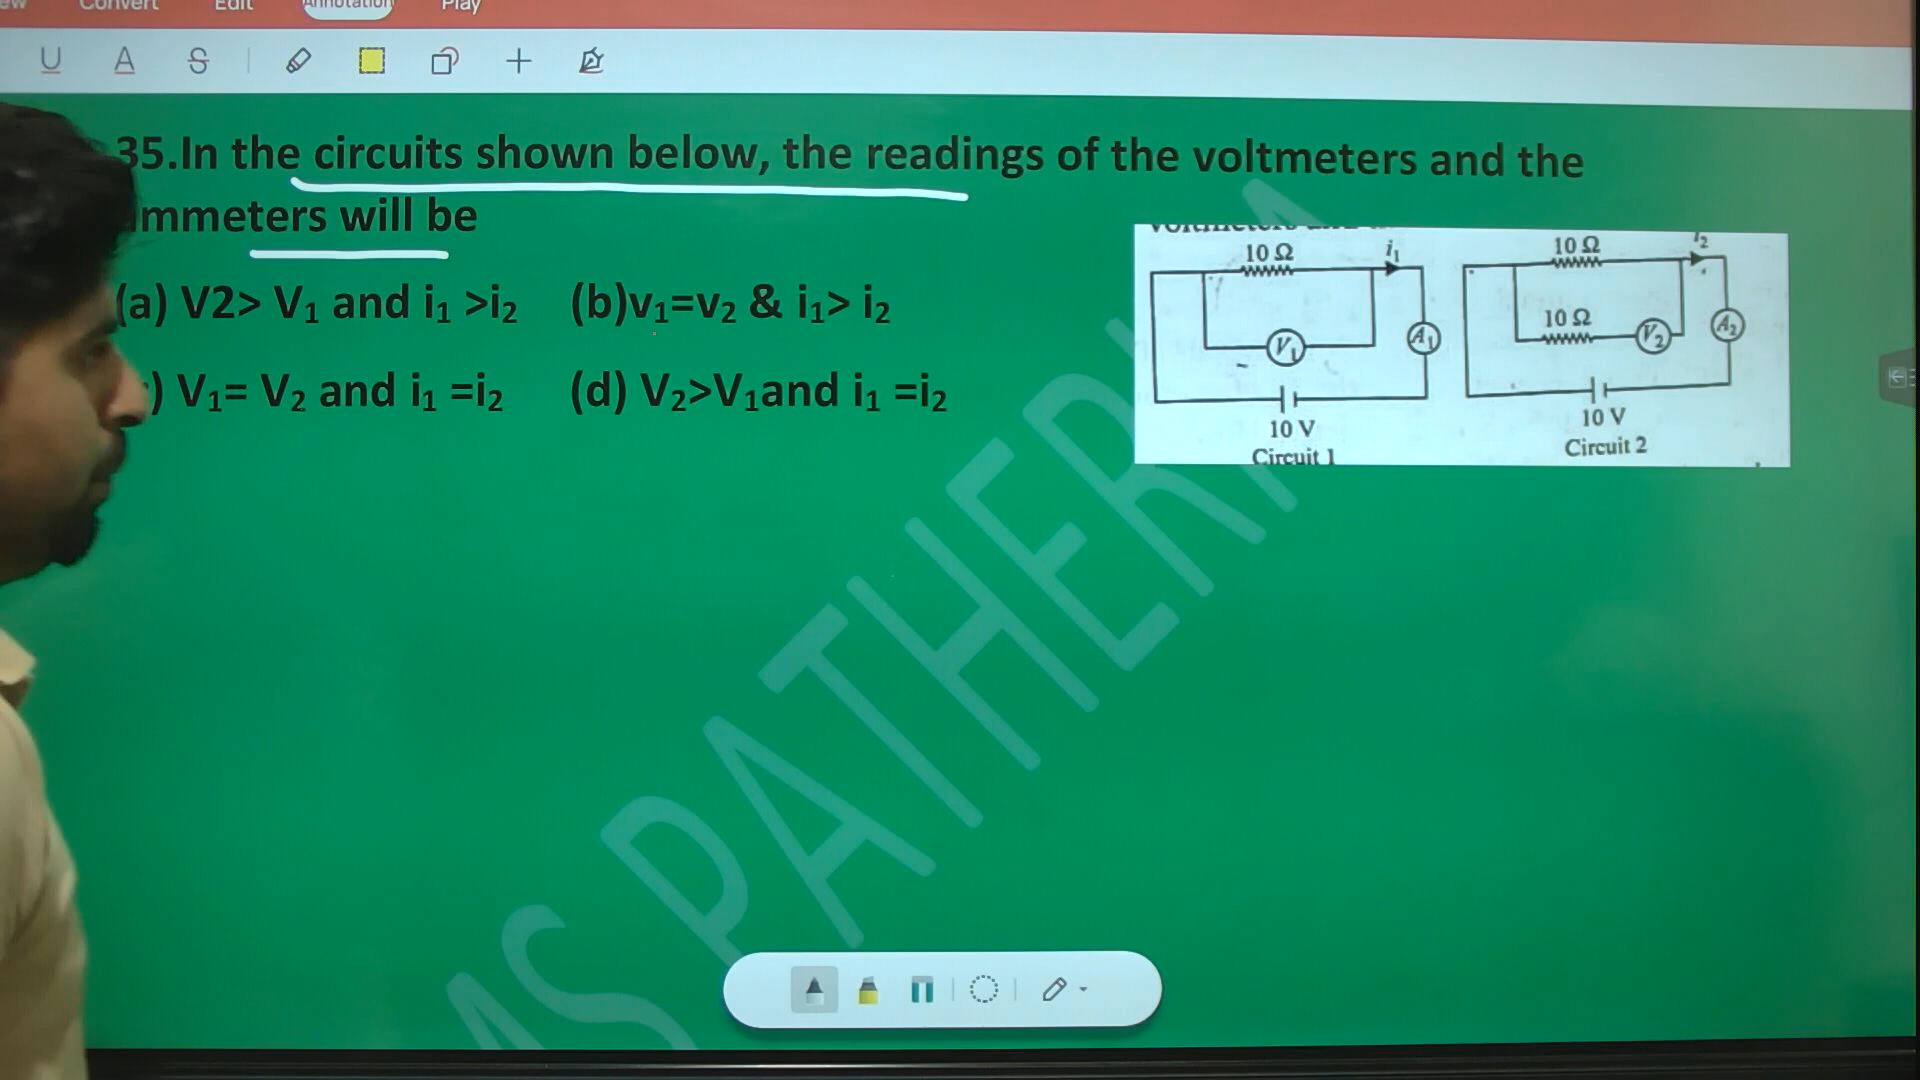 Convert Edit Annotation Play
U A S
35.In the circuits shown below, the readings of the voltmeters and the
mmeters will be
(a) V2> V₁ and i₁ >i₂ (b)v₁=v₂ & i₁> i₂
) V₁= V₂ and i₁ =i₂ (d) V₂>V₁and i₁ =i₂
10 Ω i₁
V₁ A₁
10 V
Circuit 1
10 Ω i₂
10 Ω V₂ A₂
10 V
Circuit 2
MS PATHERIA